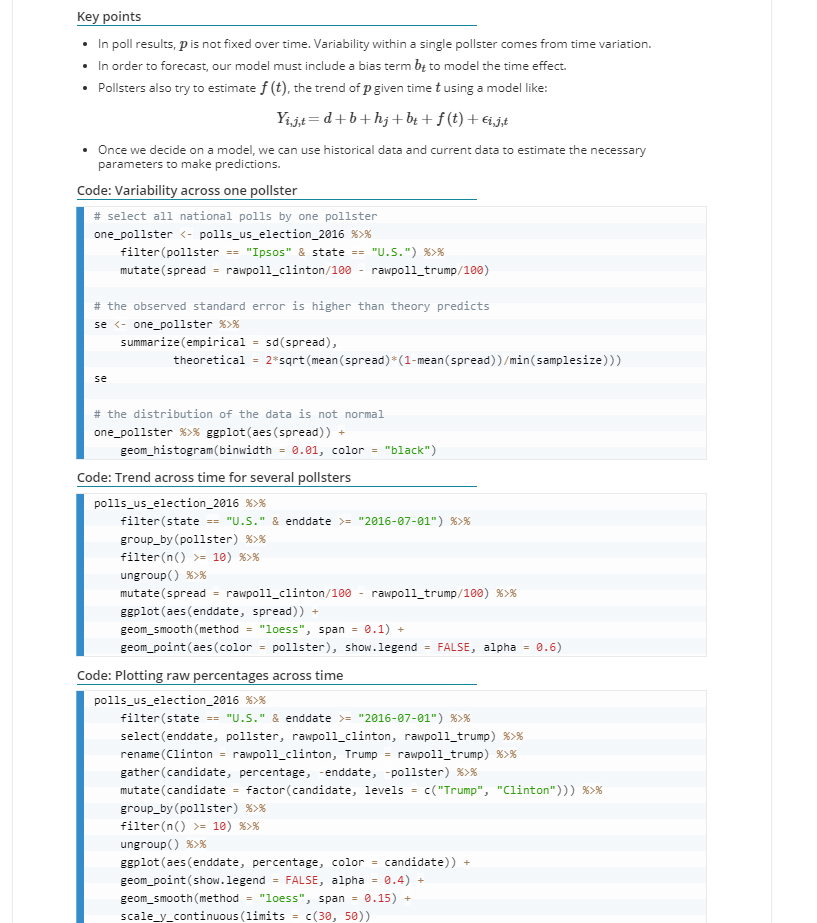 Key points
• In poll results, p is not fixed over time. Variability within a single pollster comes from time variation.
• In order to forecast, our model must include a bias term b_t to model the time effect.
• Pollsters also try to estimate f(t), the trend of p given time t using a model like:
Y_{i,j,t} = d + b + h_j + b_t + f(t) + ϵ_{i,j,t}
• Once we decide on a model, we can use historical data and current data to estimate the necessary
parameters to make predictions.
Code: Variability across one pollster
# select all national polls by one pollster
one_pollster <- polls_us_election_2016 %>%
    filter(pollster == "Ipsos" & state == "U.S.") %>%
    mutate(spread = rawpoll_clinton/100 - rawpoll_trump/100)
# the observed standard error is higher than theory predicts
se <- one_pollster %>%
    summarize(empirical = sd(spread),
            theoretical = 2*sqrt(mean(spread)*(1-mean(spread))/min(samplesize)))
se
# the distribution of the data is not normal
one_pollster %>% ggplot(aes(spread)) +
    geom_histogram(binwidth = 0.01, color = "black")
Code: Trend across time for several pollsters
polls_us_election_2016 %>%
    filter(state == "U.S." & enddate >= "2016-07-01") %>%
    group_by(pollster) %>%
    filter(n() >= 10) %>%
    ungroup() %>%
    mutate(spread = rawpoll_clinton/100 - rawpoll_trump/100) %>%
    ggplot(aes(enddate, spread)) +
    geom_smooth(method = "loess", span = 0.1) +
    geom_point(aes(color = pollster), show.legend = FALSE, alpha = 0.6)
Code: Plotting raw percentages across time
polls_us_election_2016 %>%
    filter(state == "U.S." & enddate >= "2016-07-01") %>%
    select(enddate, pollster, rawpoll_clinton, rawpoll_trump) %>%
    rename(Clinton = rawpoll_clinton, Trump = rawpoll_trump) %>%
    gather(candidate, percentage, -enddate, -pollster) %>%
    mutate(candidate = factor(candidate, levels = c("Trump", "Clinton"))) %>%
    group_by(pollster) %>%
    filter(n() >= 10) %>%
    ungroup() %>%
    ggplot(aes(enddate, percentage, color = candidate)) +
    geom_point(show.legend = FALSE, alpha = 0.4) +
    geom_smooth(method = "loess", span = 0.15) +
    scale_y_continuous(limits = c(30, 50))